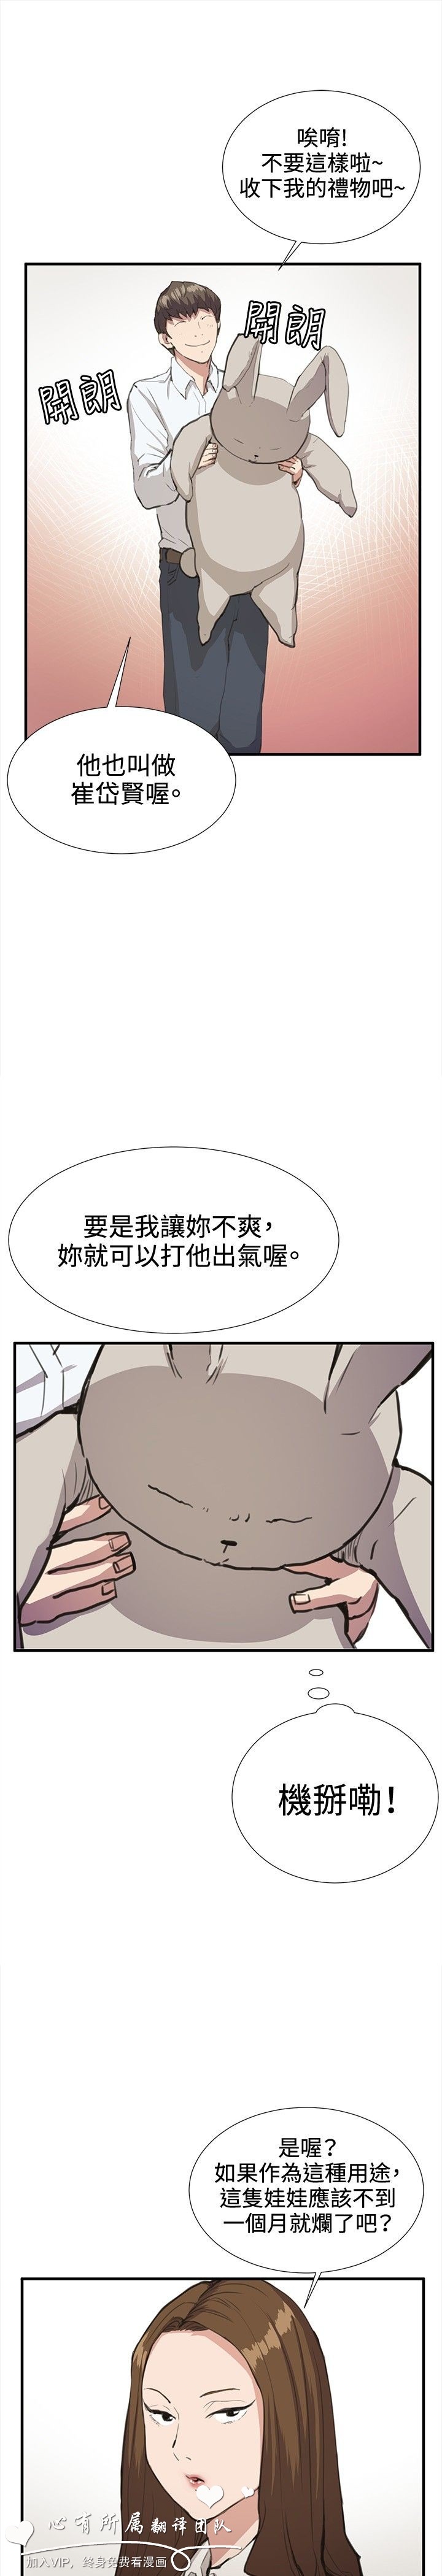 唉唷!
不要這樣啦~
收下我的禮物吧~
開朗
開朗
他也叫做
崔岱賢喔。
要是我讓妳不爽，
妳就可以打他出氣喔。
機掰嘞!
是喔?
如果作為這種用途，
這隻娃娃應該不到
一個月就爛了吧?
心有所属翻译团队
加入VIP，终身免费看漫画